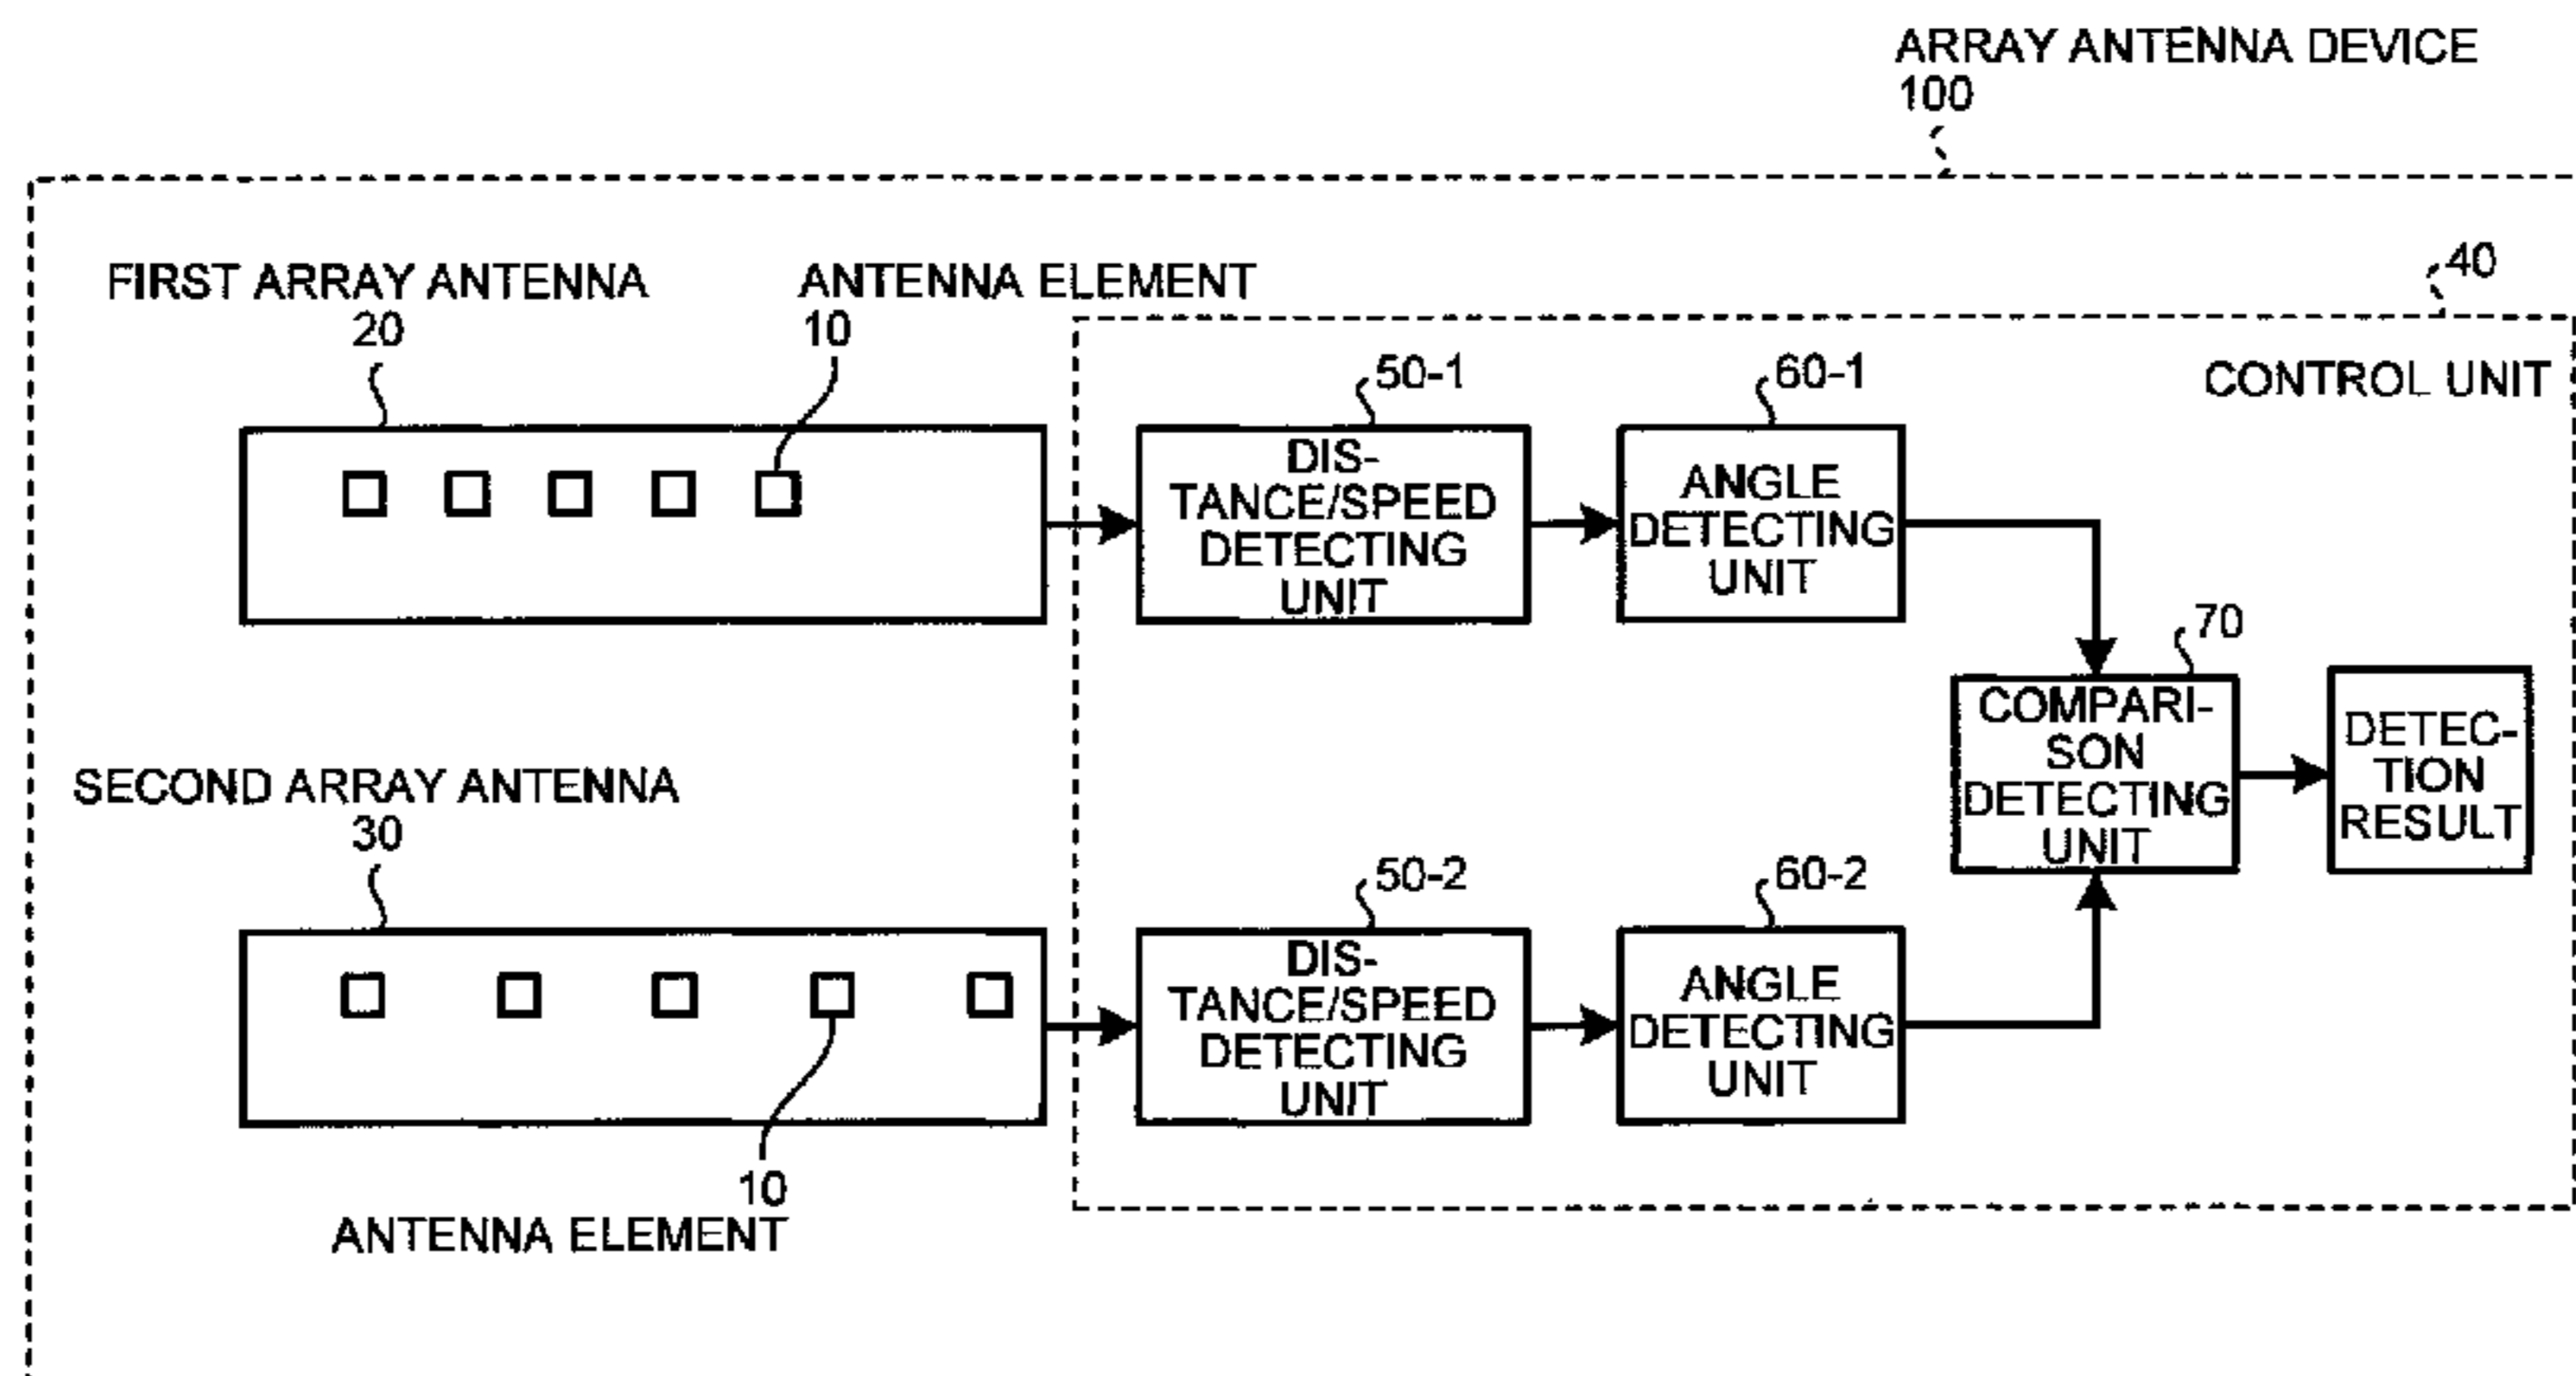 ARRAY ANTENNA DEVICE
100
FIRST ARRAY ANTENNA
20
ANTENNA ELEMENT
10
40
CONTROL UNIT
50-1
DIS-
TANCE/SPEED
DETECTING
UNIT
60-1
ANGLE
DETECTING
UNIT
70
COMPARI-
SON
DETECTING
UNIT
DETEC-
TION
RESULT
SECOND ARRAY ANTENNA
30
10
ANTENNA ELEMENT
50-2
DIS-
TANCE/SPEED
DETECTING
UNIT
60-2
ANGLE
DETECTING
UNIT